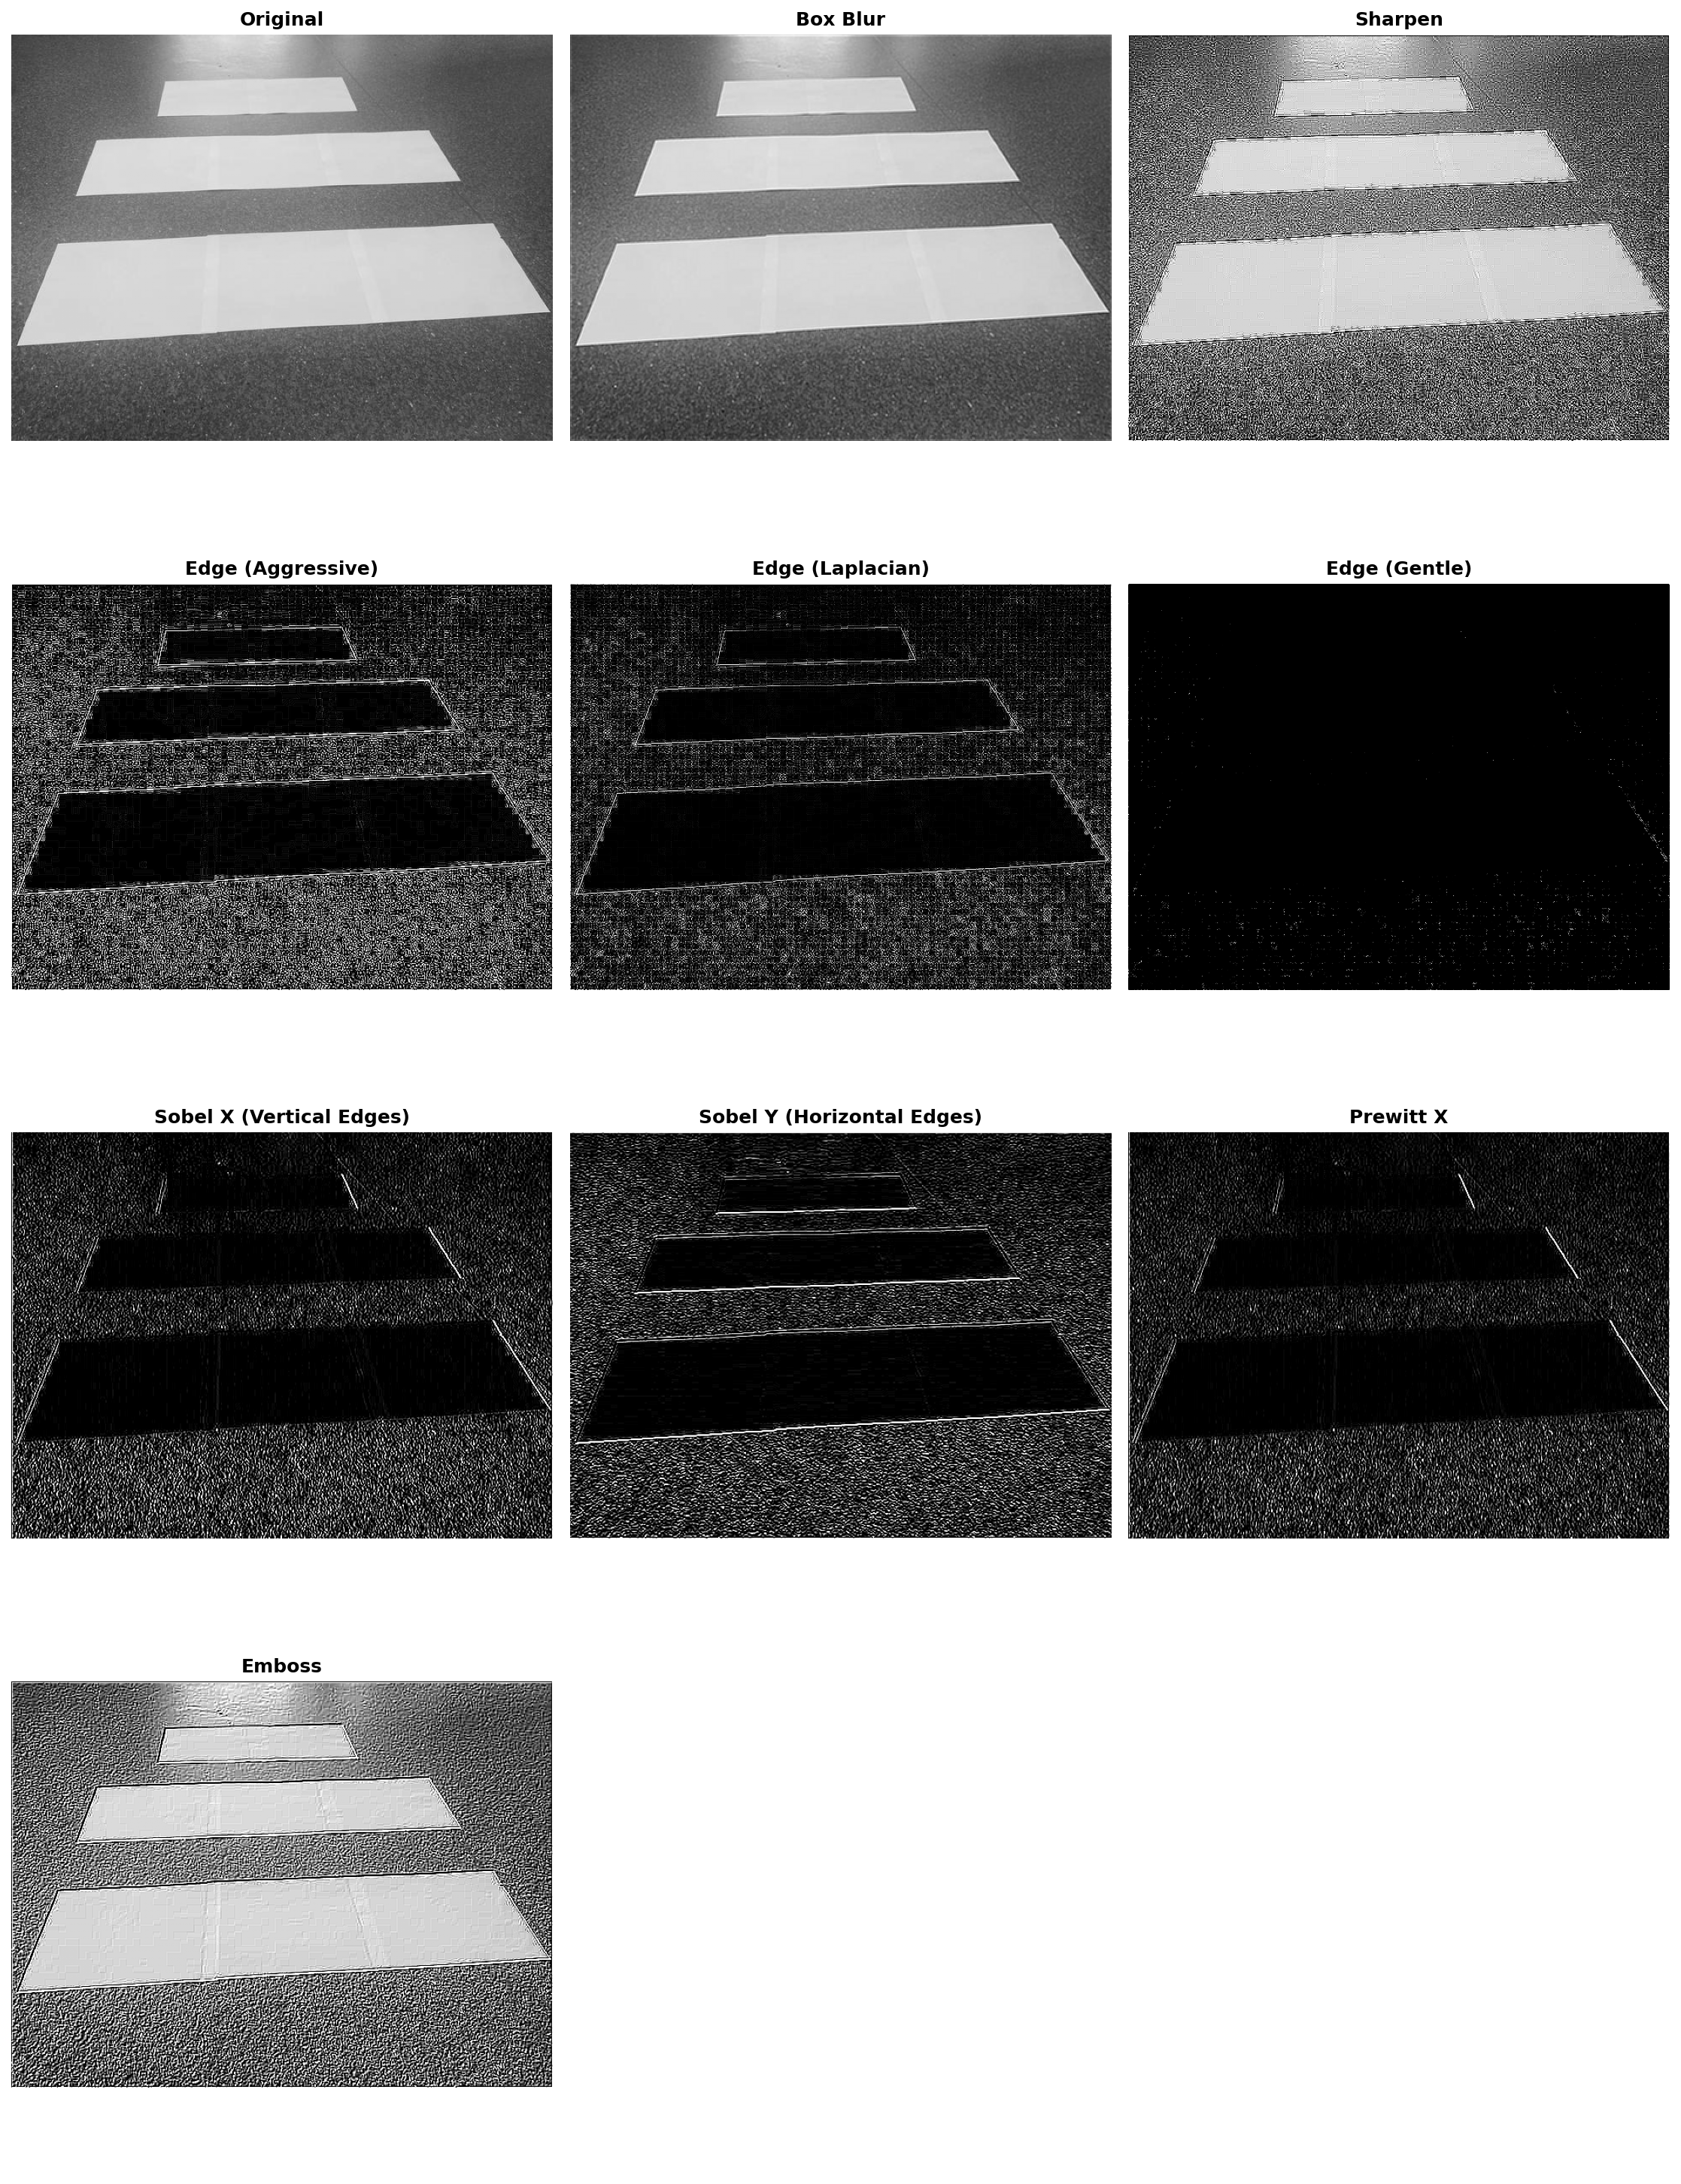 Original
Box Blur
Sharpen
Edge (Aggressive)
Edge (Laplacian)
Edge (Gentle)
Sobel X (Vertical Edges)
Sobel Y (Horizontal Edges)
Prewitt X
Emboss